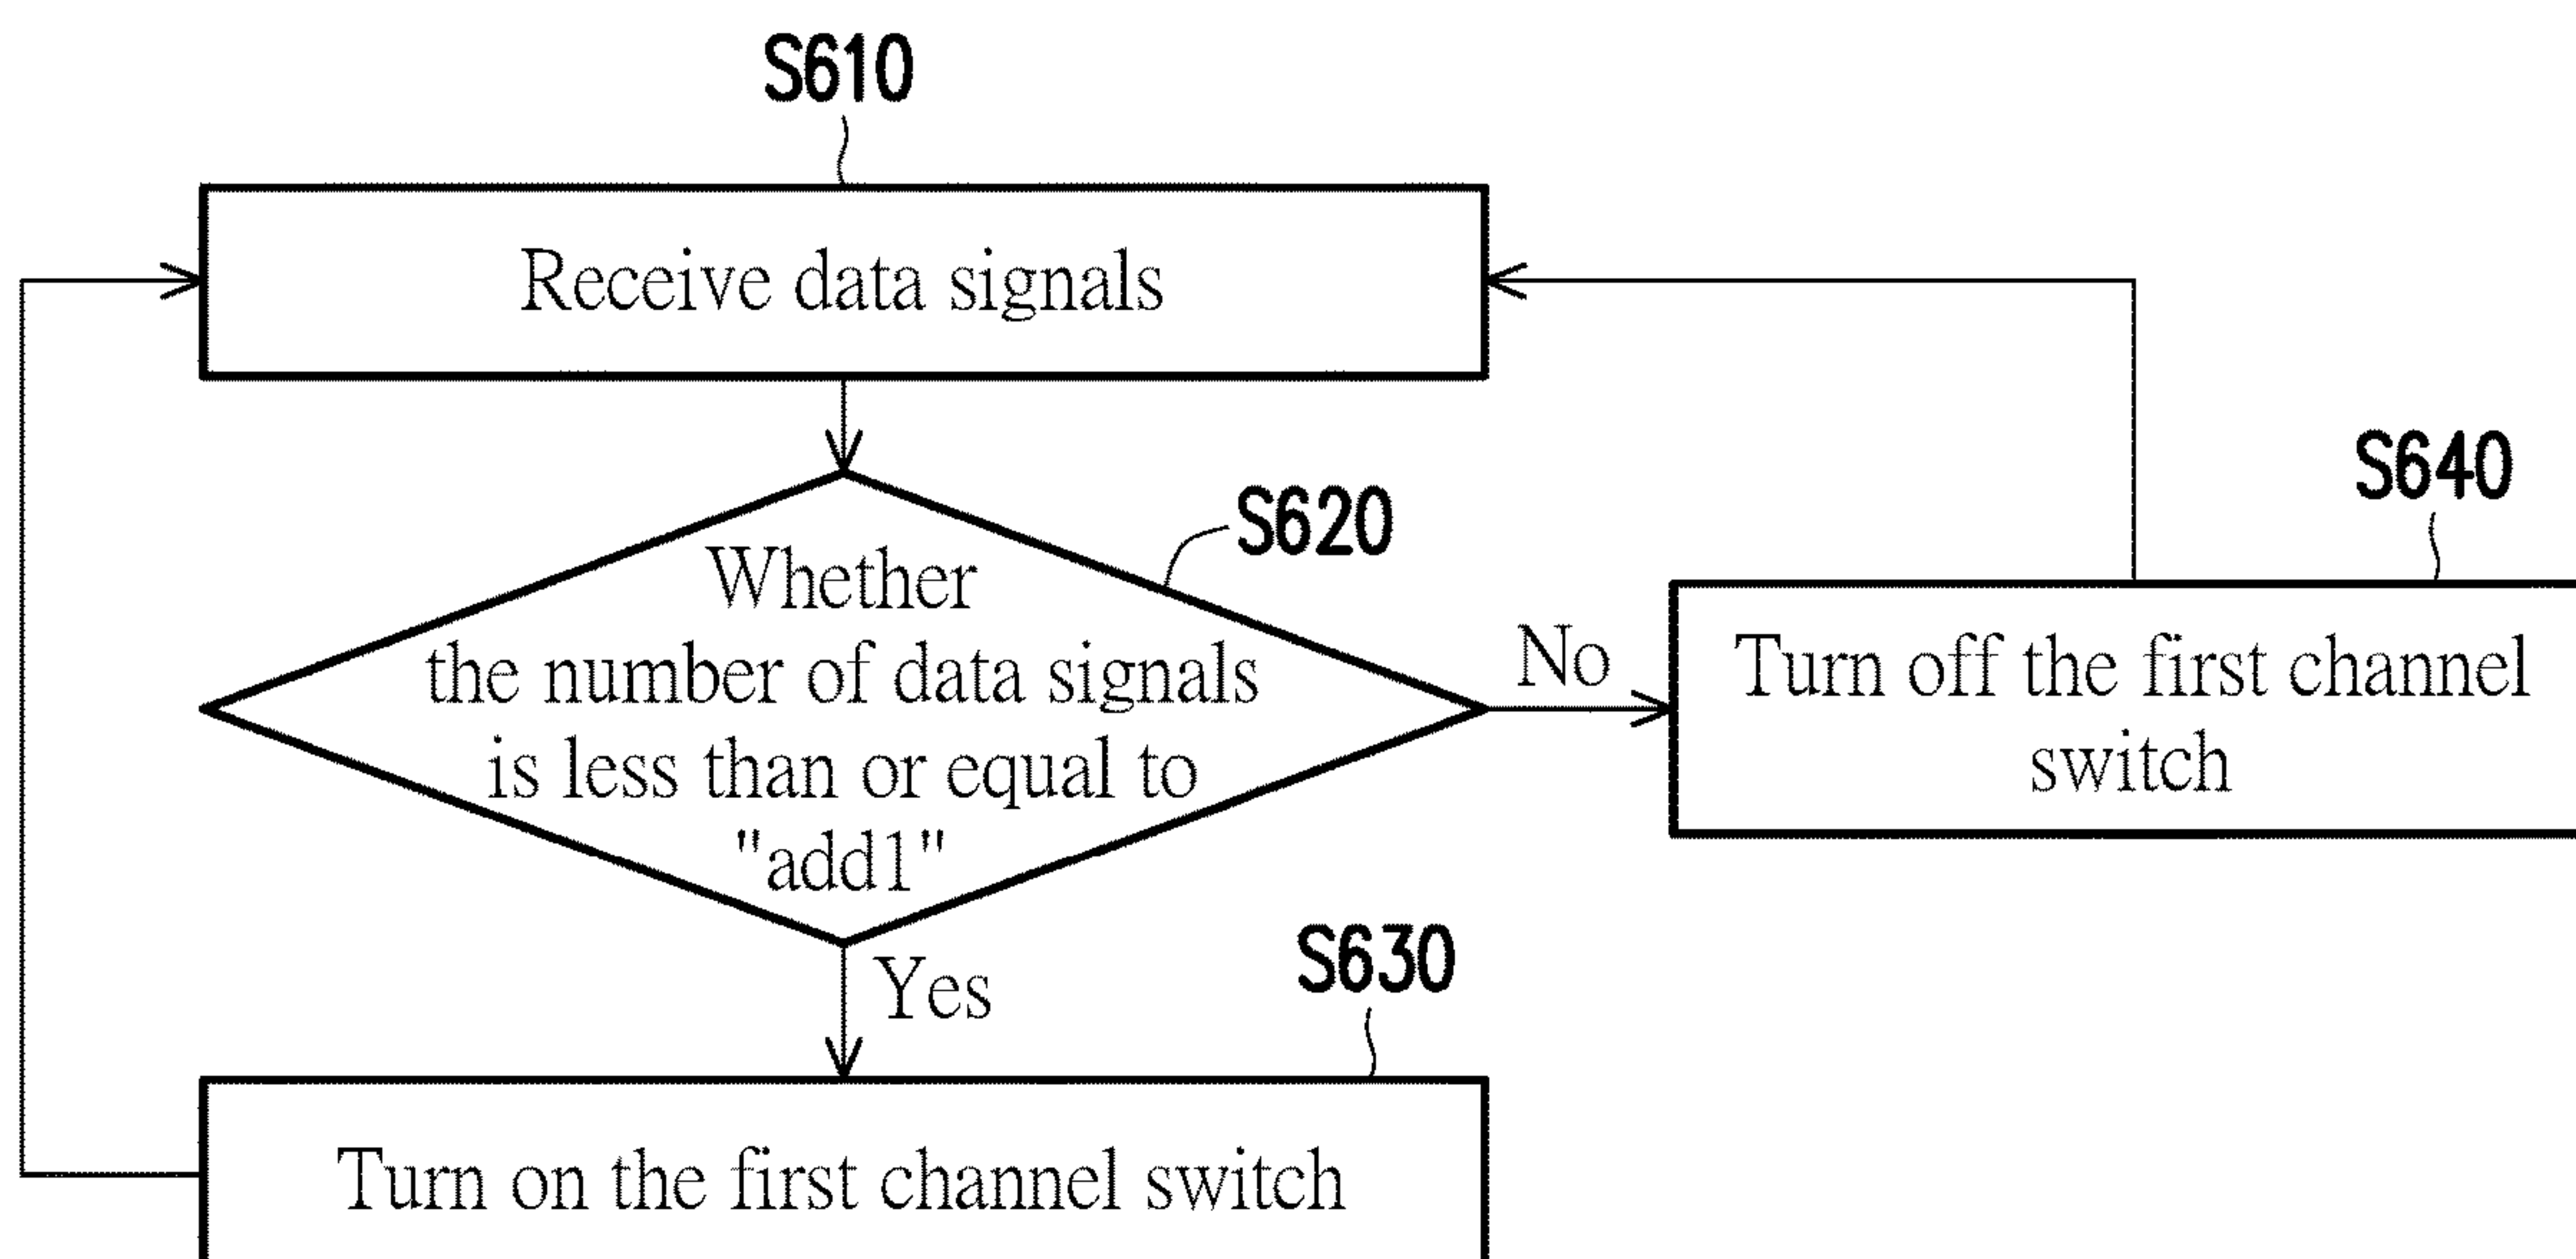 S610
Receive data signals
S620
Whether
the number of data signals
is less than or equal to
"add1"
No
S640
Turn off the first channel
switch
Yes
S630
Turn on the first channel switch